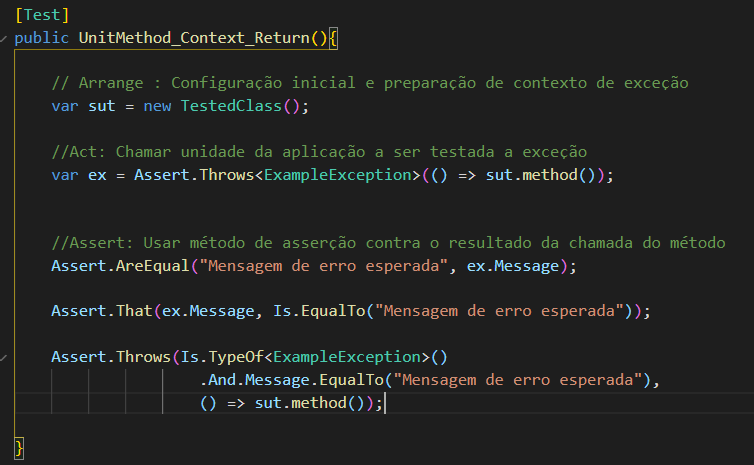 [Test]
public UnitMethod_Context_Return(){
// Arrange : Configuração inicial e preparação de contexto de exceção
var sut = new TestedClass();
//Act: Chamar unidade da aplicação a ser testada a exceção
var ex = Assert.Throws<ExampleException>(() => sut.method());
//Assert: Usar método de asserção contra o resultado da chamada do método
Assert.AreEqual("Mensagem de erro esperada", ex.Message);
Assert.That(ex.Message, Is.EqualTo("Mensagem de erro esperada"));
Assert.Throws(Is.TypeOf<ExampleException>()
.And.Message.EqualTo("Mensagem de erro esperada"),
() => sut.method());
}